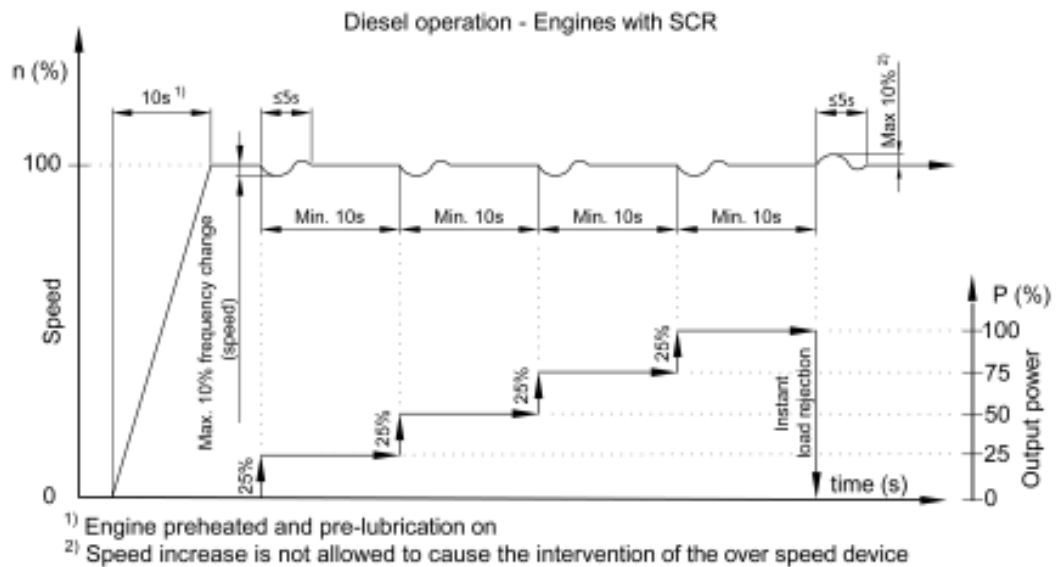 Diesel operation - Engines with SCR
n (%)
10s 1)
≤5s
≤5s
Max 10% 2)
100
Min. 10s
Min. 10s
Min. 10s
Min. 10s
Speed
Max. 10% frequency change
(speed)
P (%)
100
75
50
25
0
Output power
25%
25%
25%
25%
Instant
load rejection
0
time (s)
1) Engine preheated and pre-lubrication on
2) Speed increase is not allowed to cause the intervention of the over speed device